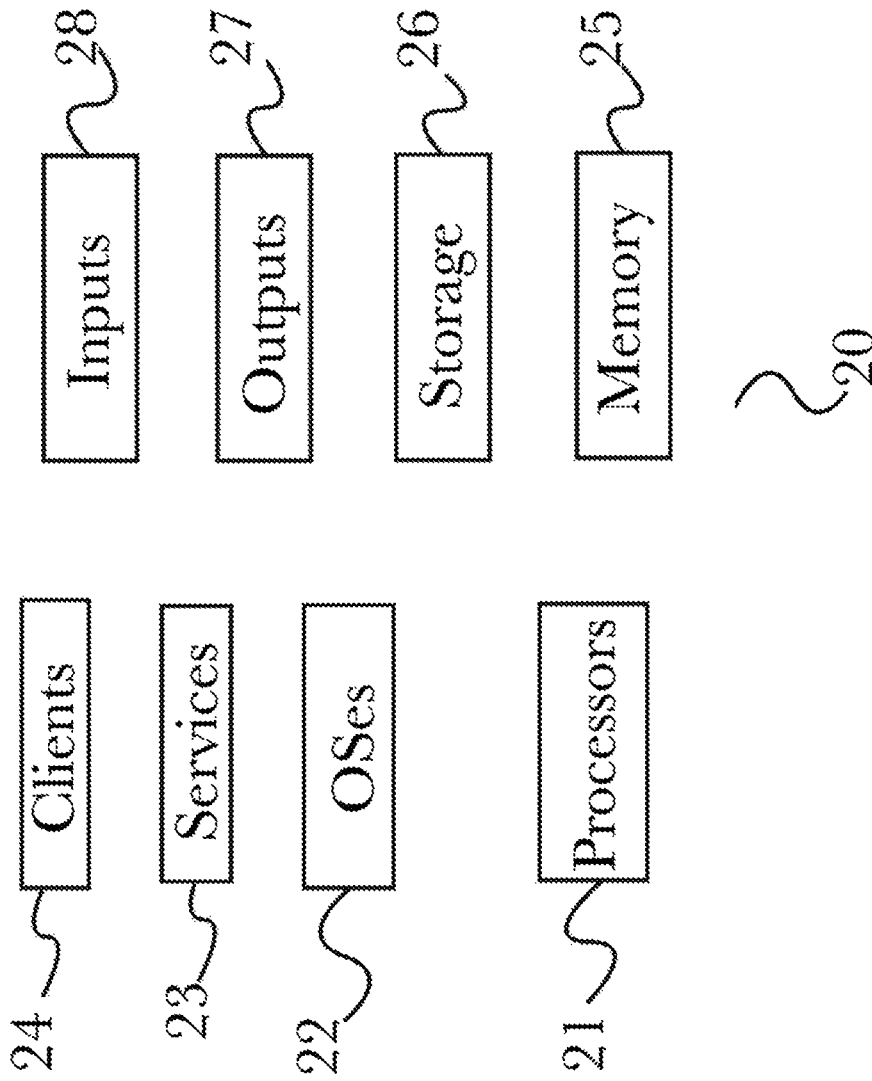 24 Clients Inputs 28
23 Services Outputs 27
22 OSes Storage 26
21 Processors Memory 25
20